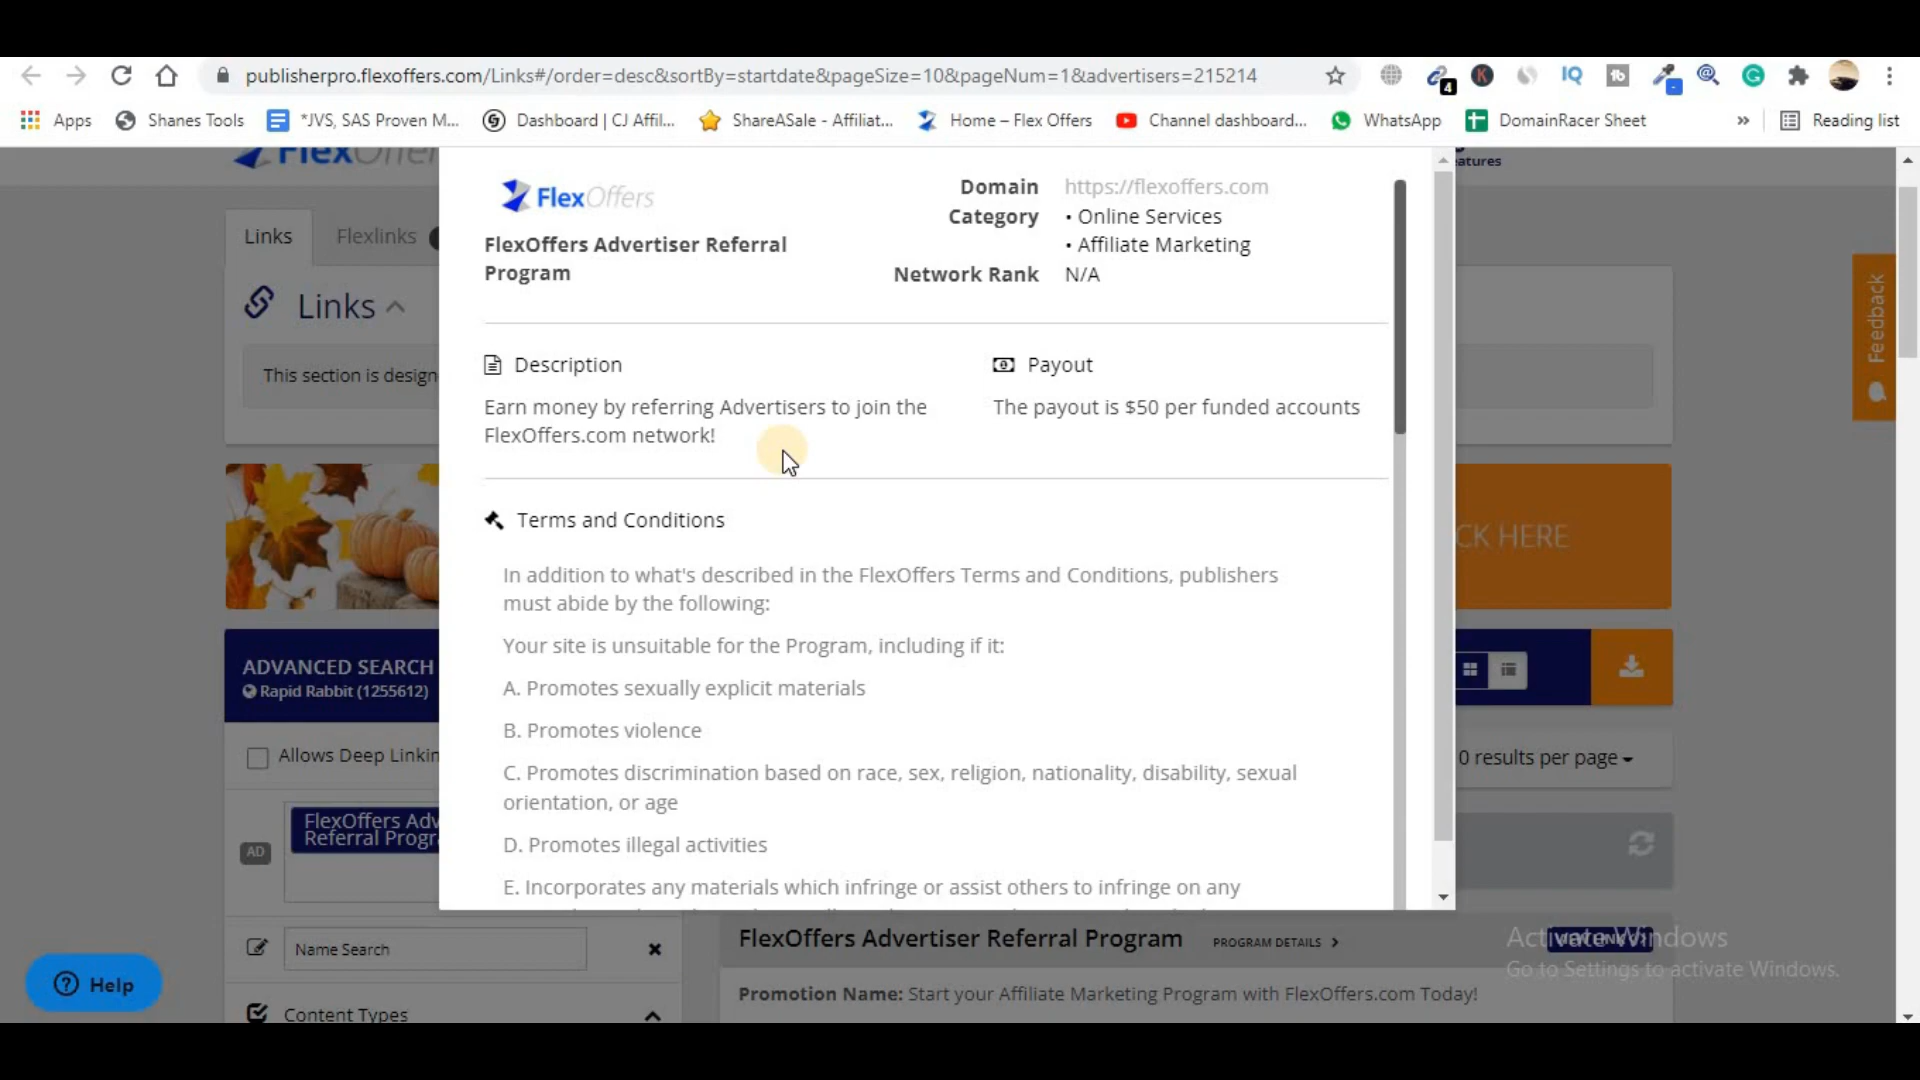 publisherpro.flexoffers.com/Links#/order=desc&sortBy=startdate&pageSize=10&pageNum=1&advertisers=215214
4
IQ
Apps
Shanes Tools
*JVS, SAS Proven M...
Dashboard | CJ Affil...
ShareASale - Affiliat...
Home – Flex Offers
Channel dashboard...
WhatsApp
DomainRacer Sheet
»
Reading list
FlexOffers
eatures
Links
Flexlinks
Links
This section is design
FlexOffers
FlexOffers Advertiser Referral
Program
Domain
https://flexoffers.com
Category
• Online Services
• Affiliate Marketing
Network Rank
N/A
Feedback
Description
Earn money by referring Advertisers to join the
FlexOffers.com network!
Payout
The payout is $50 per funded accounts
Terms and Conditions
In addition to what's described in the FlexOffers Terms and Conditions, publishers
must abide by the following:
Your site is unsuitable for the Program, including if it:
A. Promotes sexually explicit materials
B. Promotes violence
C. Promotes discrimination based on race, sex, religion, nationality, disability, sexual
orientation, or age
D. Promotes illegal activities
E. Incorporates any materials which infringe or assist others to infringe on any
CK HERE
ADVANCED SEARCH
Rapid Rabbit (1255612)
Allows Deep Linkin
0 results per page
AD
FlexOffers Adv
Referral Progr
Name Search
Content Types
Help
FlexOffers Advertiser Referral Program
PROGRAM DETAILS
Promotion Name: Start your Affiliate Marketing Program with FlexOffers.com Today!
Activate Windows
Go to Settings to activate Windows.